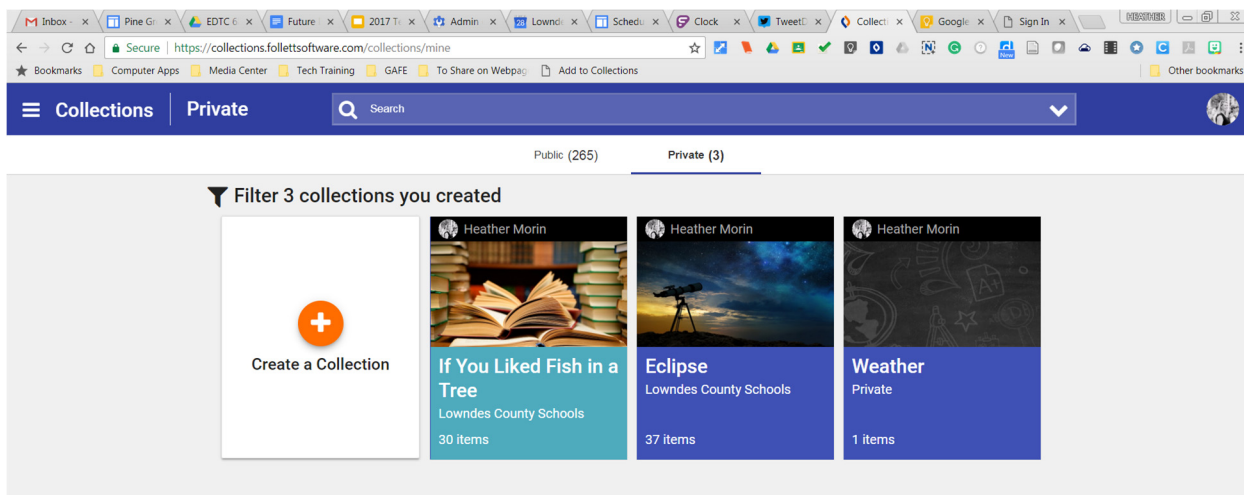 Inbox - Pine Gr EDTC 6 Future 2017 Te Admin Lownd Schedu Clock TweetD Collecti Google Sign In HEATHER
Secure https://collections.follettsoftware.com/collections/mine New
Bookmarks Computer Apps Media Center Tech Training GAFE To Share on Webpag Add to Collections Other bookmarks
Collections Private Search
Public (265) Private (3)
Filter 3 collections you created
Heather Morin Heather Morin Heather Morin
A+
Create a Collection
If You Liked Fish in a
Tree
Lowndes County Schools
30 items
Eclipse
Lowndes County Schools
37 items
Weather
Private
1 items